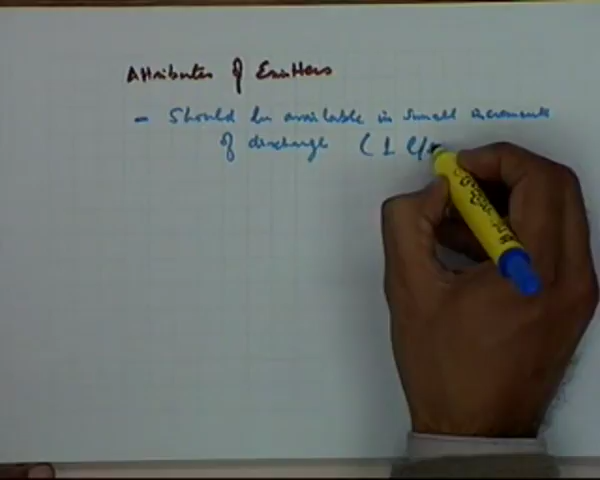 Attributes of Emitters
- Should be available in small increments
of discharge ( 1 l/